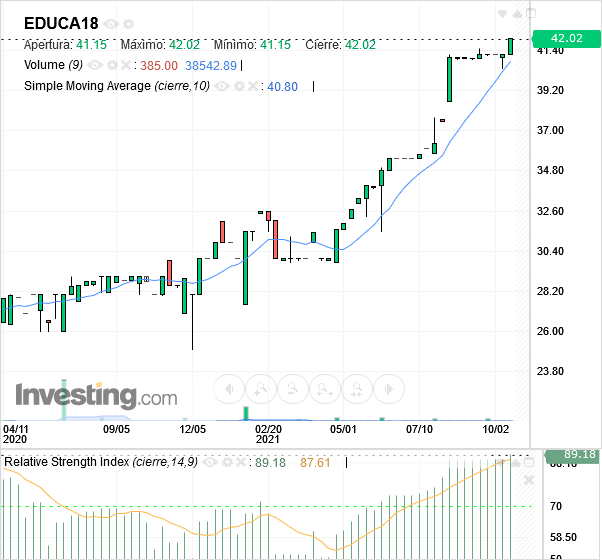 EDUCA18
Apertura: 41.15 Máximo: 42.02 Mínimo: 41.15 Cierre: 42.02
Volume (9) : 385.00 38542.89
Simple Moving Average (cierre,10) : 40.80
42.02
41.40
39.20
37.00
34.80
32.60
30.40
28.20
26.00
23.80
Investing.com
04/11 09/05 12/05 02/20 05/01 07/10 10/02
2020 2021
Relative Strength Index (cierre,14,9) : 89.18 87.61
89.18
70
58.50